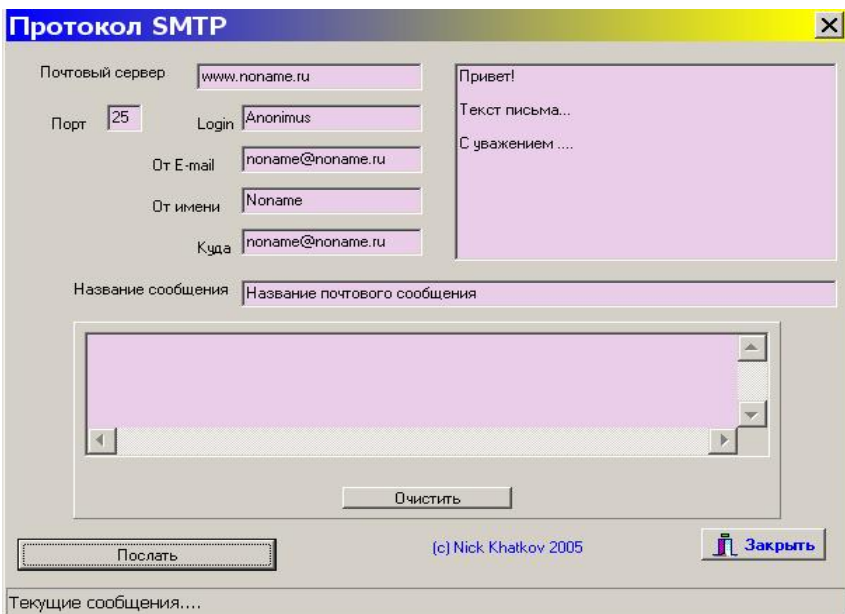 Протокол SMTP
Почтовый сервер
www.noname.ru
Порт
25
Login
Anonimus
От E-mail
noname@noname.ru
От имени
Noname
Куда
noname@noname.ru
Привет!
Текст письма...
С уважением ....
Название сообщения
Название почтового сообщения
Очистить
Послать
(c) Nick Khatkov 2005
Закрыть
Текущие сообщения....